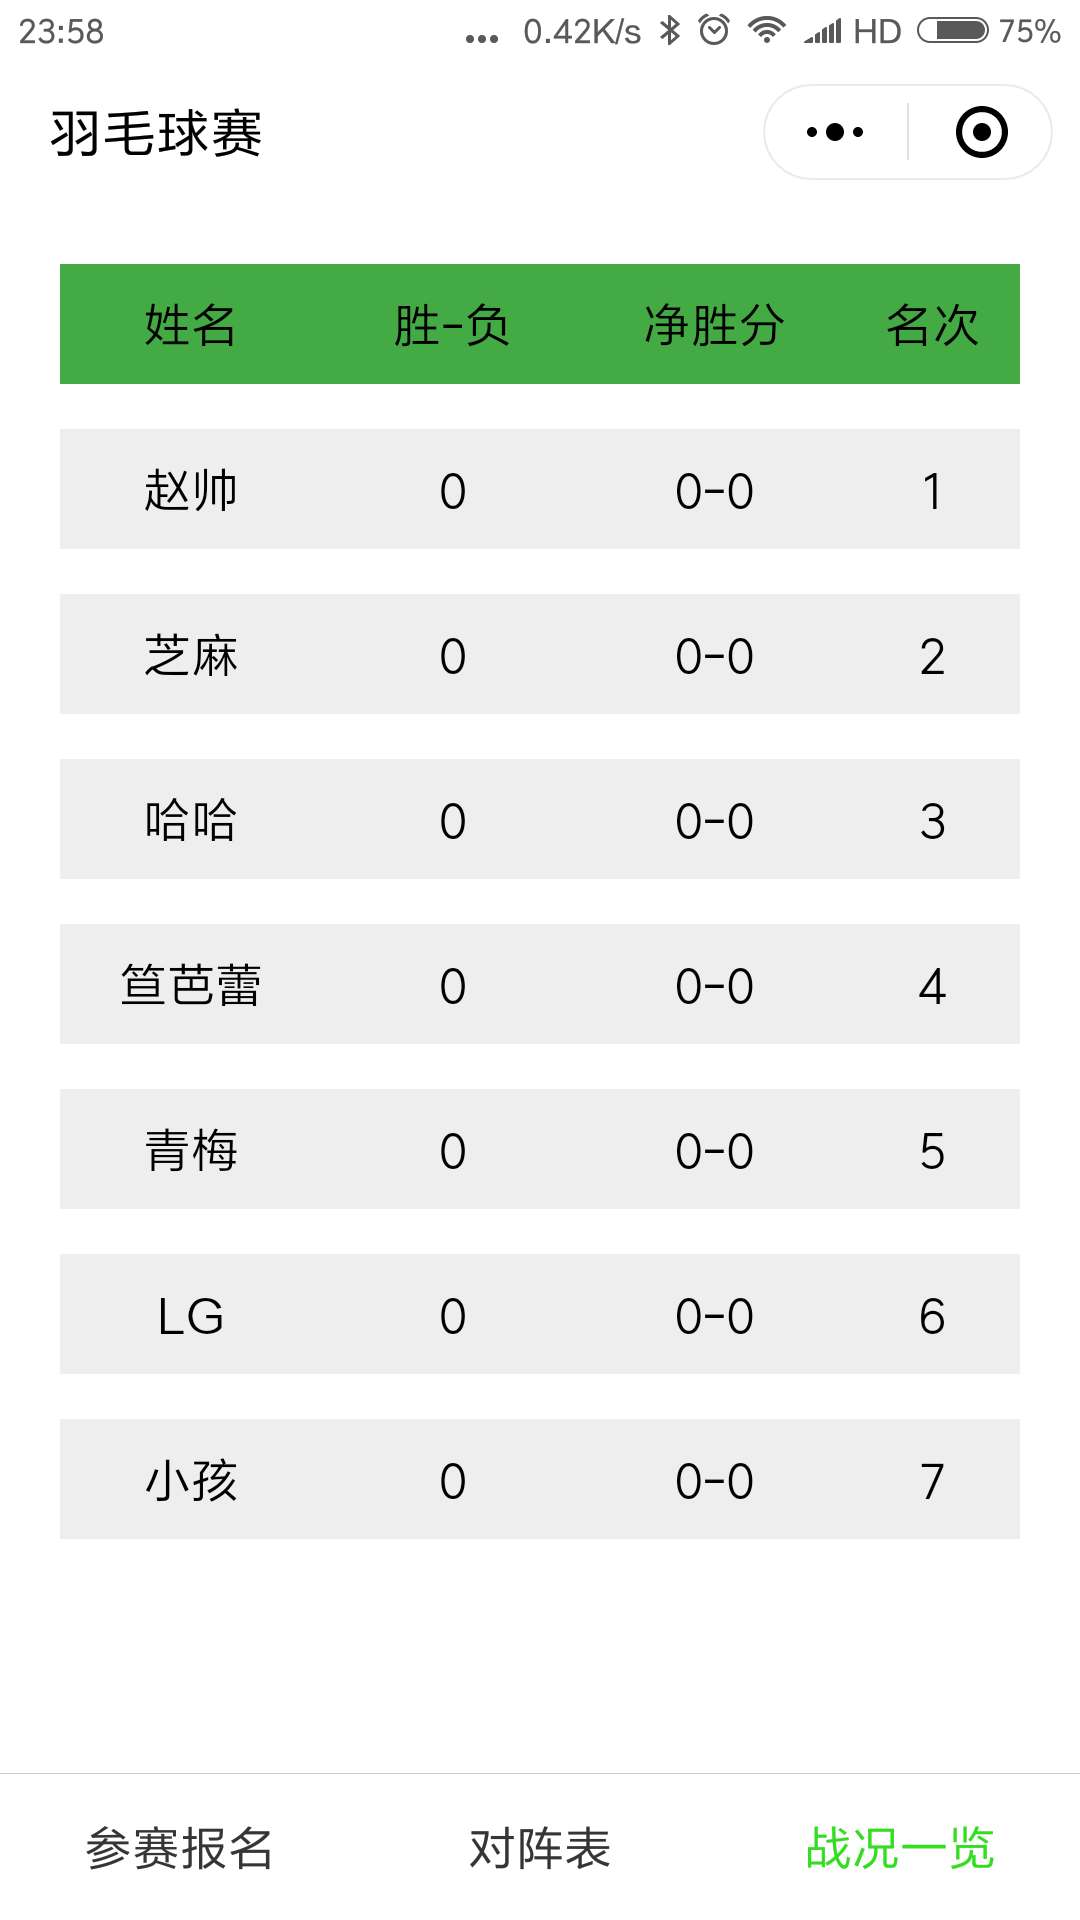 23:58 ... 0.42K/s HD 75%
羽毛球赛
姓名 胜-负 净胜分 名次
赵帅 0 0-0 1
芝麻 0 0-0 2
哈哈 0 0-0 3
笪芭蕾 0 0-0 4
青梅 0 0-0 5
LG 0 0-0 6
小孩 0 0-0 7
参赛报名 对阵表 战况一览